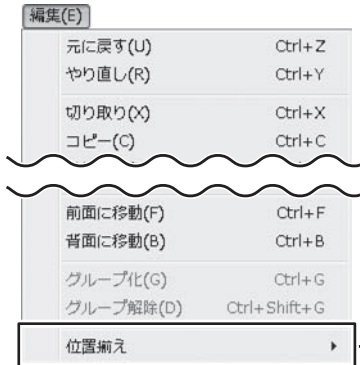 編集(E)
元に戻す(U) Ctrl+Z
やり直し(R) Ctrl+Y
切り取り(X) Ctrl+X
コピー(C) Ctrl+C
前面に移動(F) Ctrl+F
背面に移動(B) Ctrl+B
グループ化(G) Ctrl+G
グループ解除(D) Ctrl+Shift+G
位置揃え